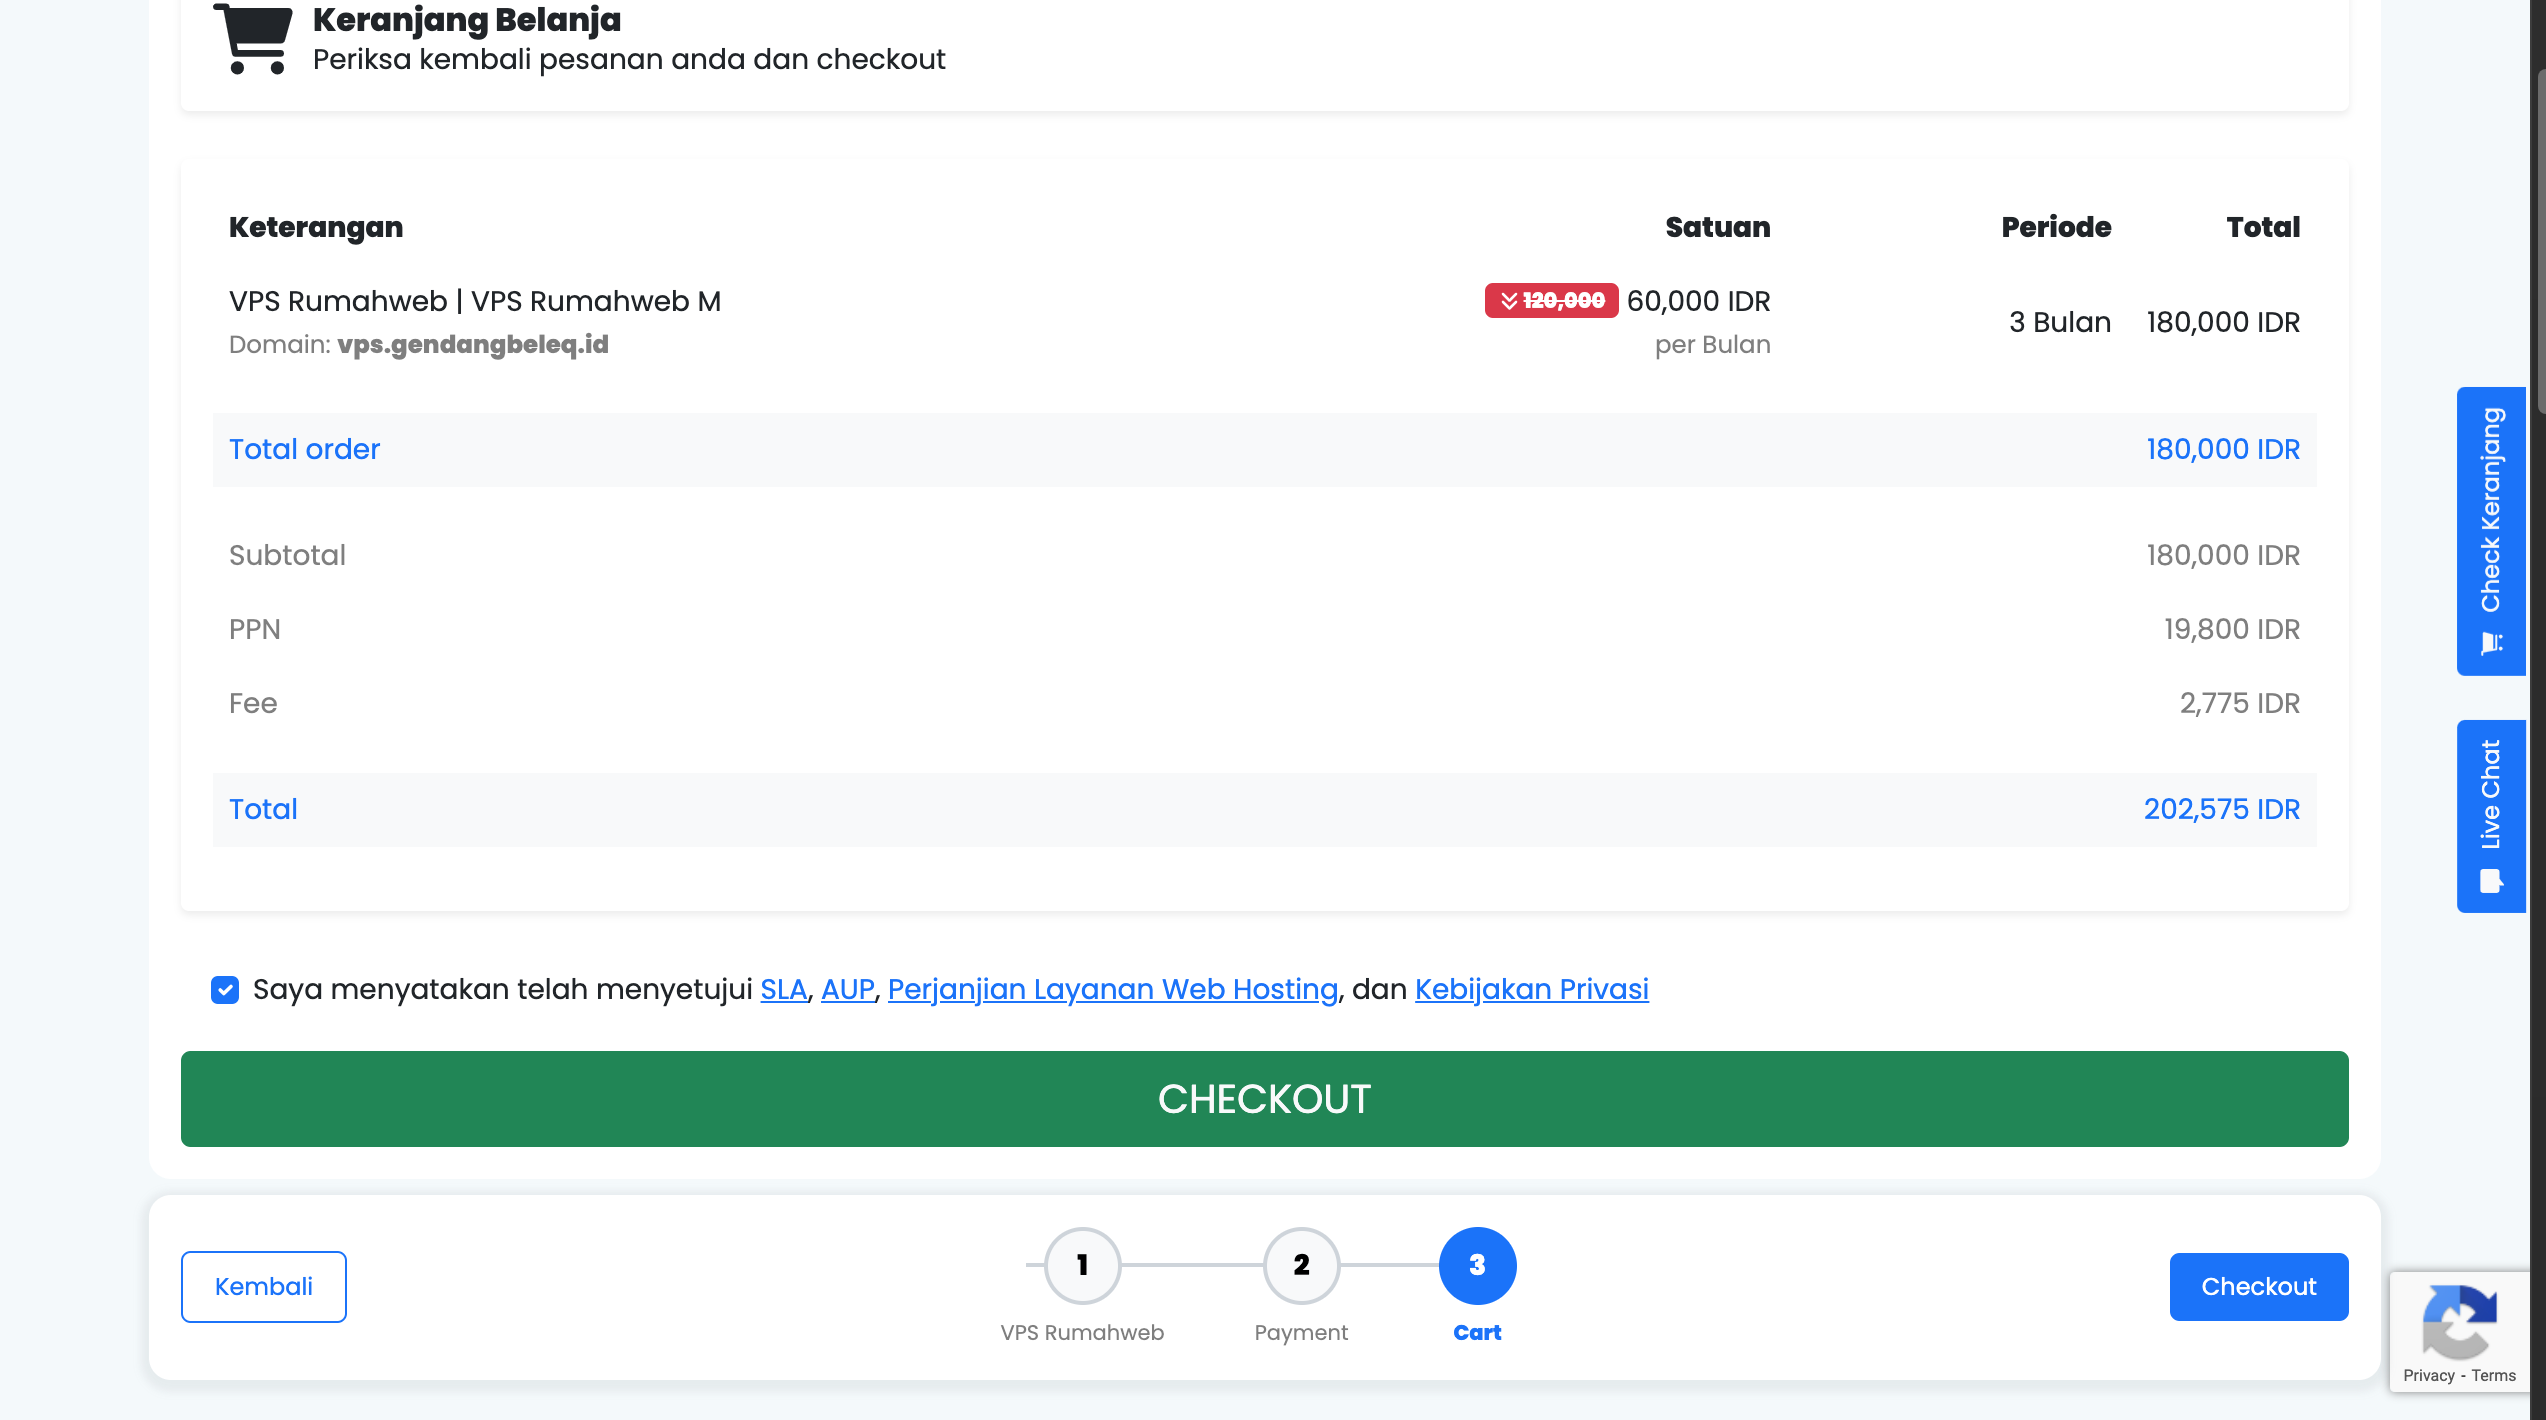 Keranjang Belanja
Periksa kembali pesanan anda dan checkout
Keterangan Satuan Periode Total
VPS Rumahweb | VPS Rumahweb M 120,000 60,000 IDR 3 Bulan 180,000 IDR
Domain: vps.gendangbeleq.id per Bulan
Total order 180,000 IDR
Subtotal 180,000 IDR
PPN 19,800 IDR
Fee 2,775 IDR
Total 202,575 IDR
Saya menyatakan telah menyetujui SLA, AUP, Perjanjian Layanan Web Hosting, dan Kebijakan Privasi
CHECKOUT
Kembali
1 2 3
VPS Rumahweb Payment Cart
Checkout
Check Keranjang
Live Chat
Privacy - Terms